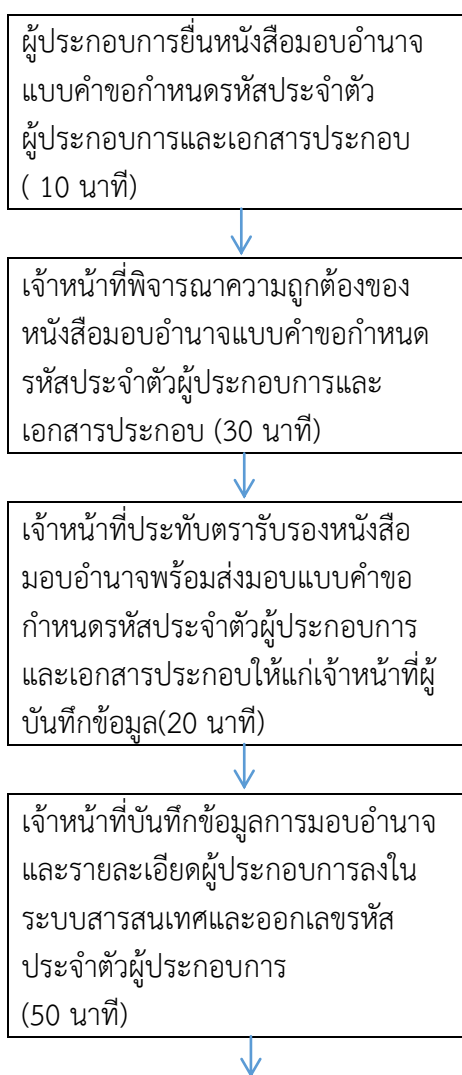 ผู้ประกอบการยื่นหนังสือมอบอำนาจ
แบบคำขอกำหนดรหัสประจำตัว
ผู้ประกอบการและเอกสารประกอบ
( 10 นาที)
เจ้าหน้าที่พิจารณาความถูกต้องของ
หนังสือมอบอำนาจแบบคำขอกำหนด
รหัสประจำตัวผู้ประกอบการและ
เอกสารประกอบ (30 นาที)
เจ้าหน้าที่ประทับตรารับรองหนังสือ
มอบอำนาจพร้อมส่งมอบแบบคำขอ
กำหนดรหัสประจำตัวผู้ประกอบการ
และเอกสารประกอบให้แก่เจ้าหน้าที่ผู้
บันทึกข้อมูล(20 นาที)
เจ้าหน้าที่บันทึกข้อมูลการมอบอำนาจ
และรายละเอียดผู้ประกอบการลงใน
ระบบสารสนเทศและออกเลขรหัส
ประจำตัวผู้ประกอบการ
(50 นาที)